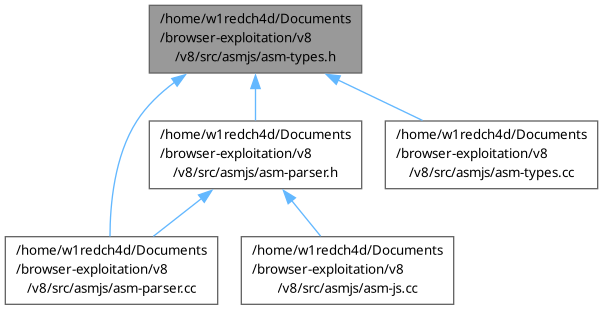 /home/w1redch4d/Documents
/browser-exploitation/v8
/v8/src/asmjs/asm-types.h
/home/w1redch4d/Documents
/browser-exploitation/v8
/v8/src/asmjs/asm-parser.h
/home/w1redch4d/Documents
/browser-exploitation/v8
/v8/src/asmjs/asm-types.cc
/home/w1redch4d/Documents
/browser-exploitation/v8
/v8/src/asmjs/asm-parser.cc
/home/w1redch4d/Documents
/browser-exploitation/v8
/v8/src/asmjs/asm-js.cc